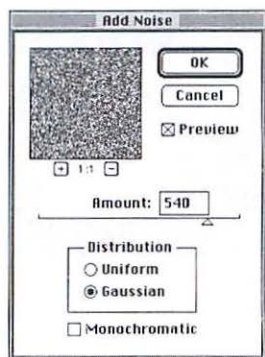 Add Noise
OK
Cancel
Preview
+ 1:1 -
Amount: 540
Distribution
Uniform
Gaussian
Monochromatic